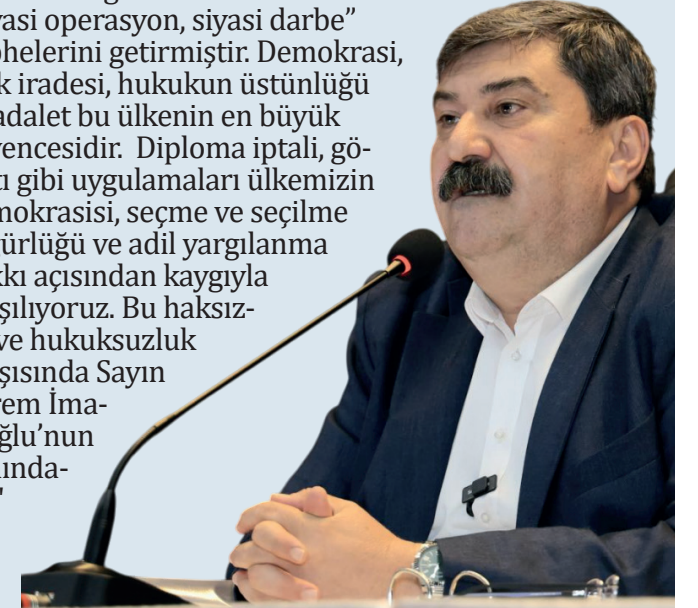 yasi operasyon, siyasi darbe”
phelerini getirmiştir. Demokrasi,
k iradesi, hukukun üstünlüğü
adalet bu ülkenin en büyük
vencesidir. Diploma iptali, gö-
tı gibi uygulamaları ülkemizin
mokrasisi, seçme ve seçilme
ürlüğü ve adil yargılanma
kkı açısından kaygıyla
şılıyoruz. Bu haksız-
ve hukuksuzluk
şısında Sayın
rem İma-
ğlu’nun
nında-